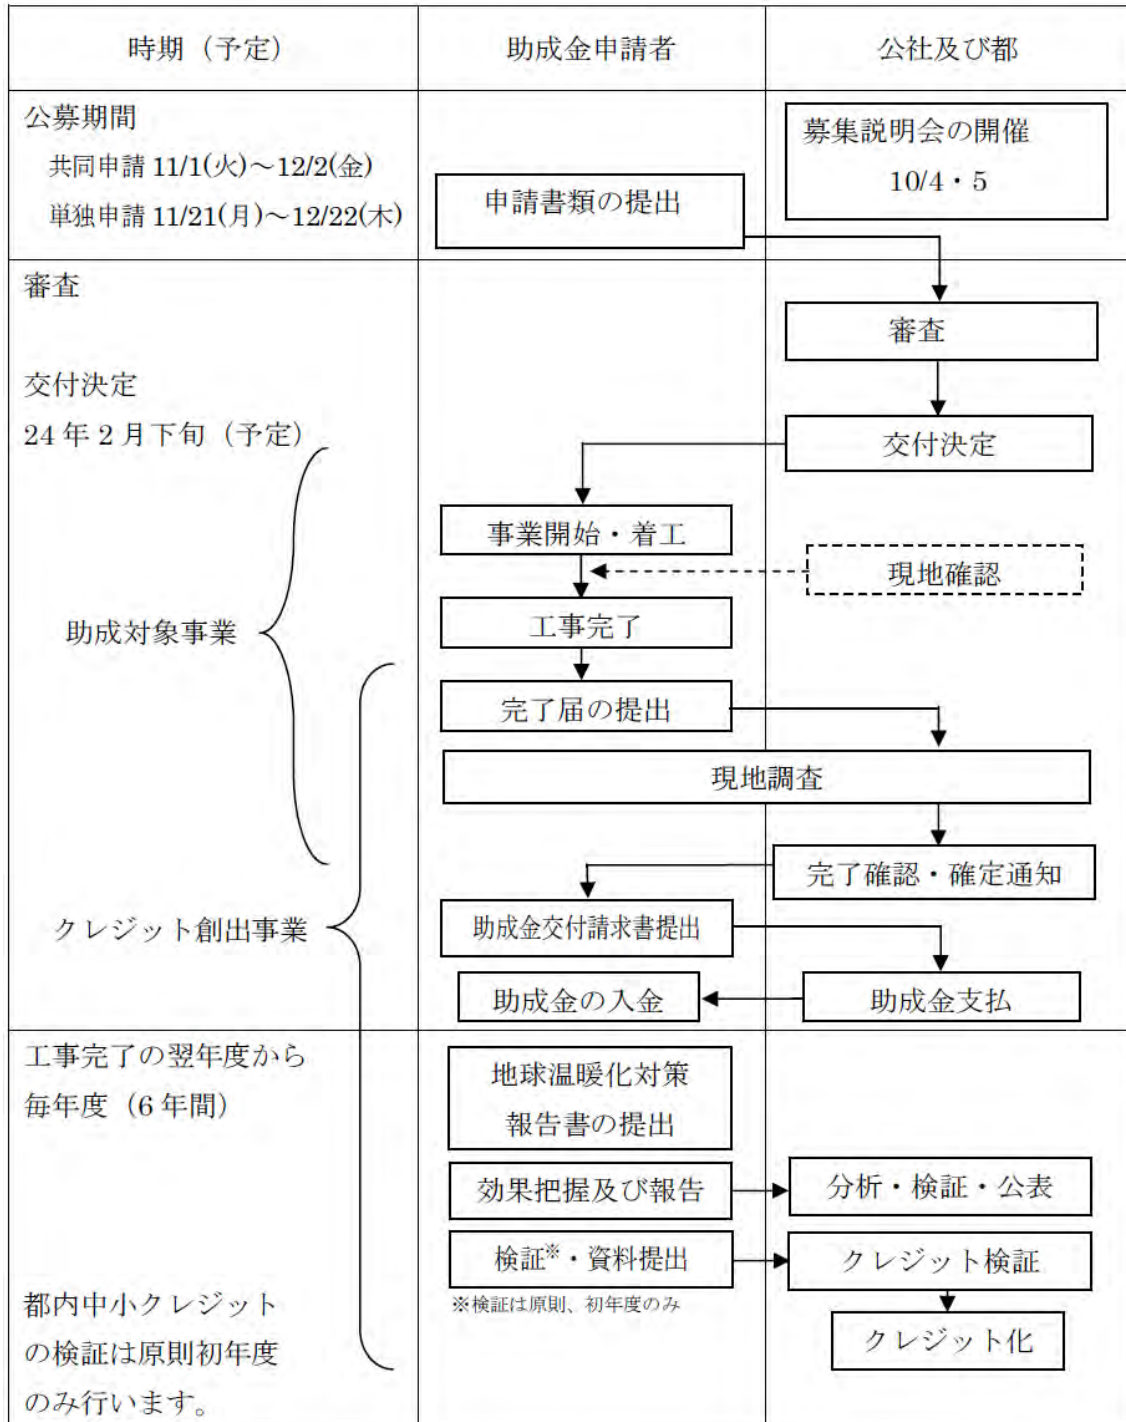 時期（予定）
助成金申請者
公社及び都
公募期間
共同申請 11/1(火)～12/2(金)
単独申請 11/21(月)～12/22(木)
申請書類の提出
募集説明会の開催
10/4・5
審査
交付決定
24 年 2 月下旬（予定）
審査
交付決定
事業開始・着工
現地確認
助成対象事業
工事完了
完了届の提出
現地調査
完了確認・確定通知
クレジット創出事業
助成金交付請求書提出
助成金の入金
助成金支払
工事完了の翌年度から
毎年度（6 年間）
地球温暖化対策
報告書の提出
効果把握及び報告
分析・検証・公表
検証※・資料提出
クレジット検証
※検証は原則、初年度のみ
クレジット化
都内中小クレジット
の検証は原則初年度
のみ行います。